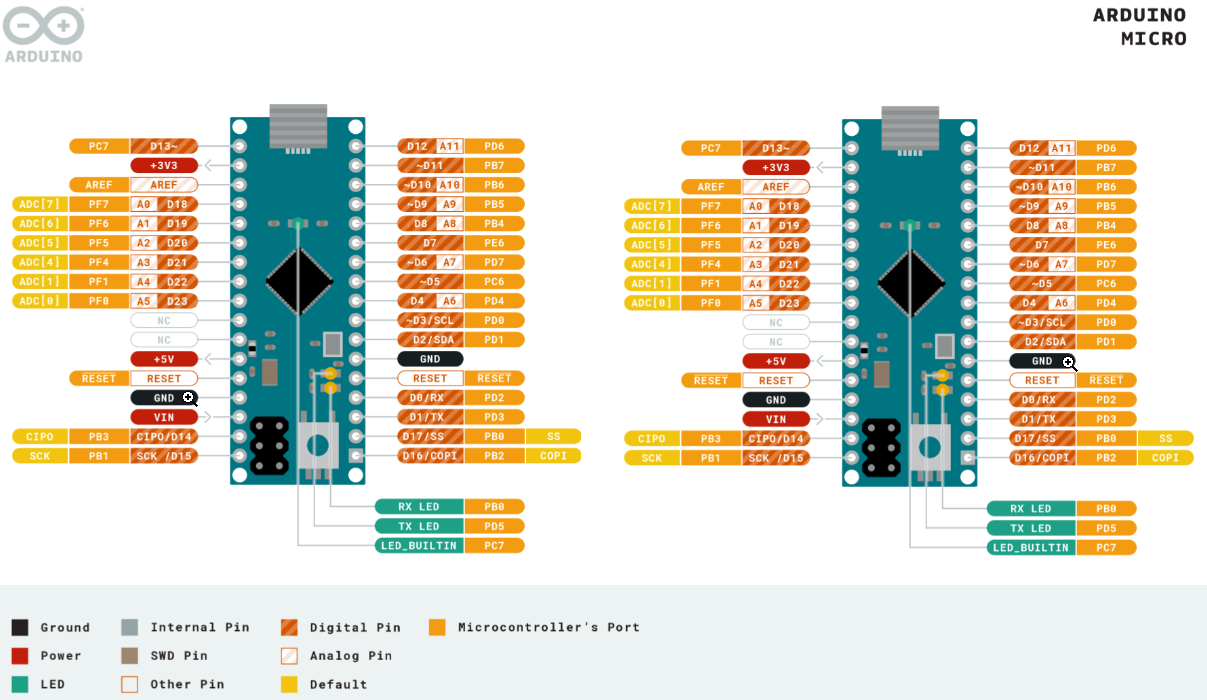 ARDUINO
ARDUINO
MICRO
PC7 D13~ D12 A11 PD6
+3V3 ~D11 PB7
AREF AREF ~D10 A10 PB6
ADC[7] PF7 A0 D18 ~D9 A9 PB5
ADC[6] PF6 A1 D19 D8 A8 PB4
ADC[5] PF5 A2 D20 D7 PE6
ADC[4] PF4 A3 D21 ~D6 A7 PD7
ADC[1] PF1 A4 D22 ~D5 PC6
ADC[0] PF0 A5 D23 D4 A6 PD4
NC ~D3/SCL PD0
NC D2/SDA PD1
+5V GND
RESET RESET RESET RESET
GND D0/RX PD2
VIN D1/TX PD3
CIPO PB3 CIPO/D14 D17/SS PB0 SS
SCK PB1 SCK /D15 D16/COPI PB2 COPI
RX LED PB0
TX LED PD5
LED_BUILTIN PC7
PC7 D13~ D12 A11 PD6
+3V3 ~D11 PB7
AREF AREF ~D10 A10 PB6
ADC[7] PF7 A0 D18 ~D9 A9 PB5
ADC[6] PF6 A1 D19 D8 A8 PB4
ADC[5] PF5 A2 D20 D7 PE6
ADC[4] PF4 A3 D21 ~D6 A7 PD7
ADC[1] PF1 A4 D22 ~D5 PC6
ADC[0] PF0 A5 D23 D4 A6 PD4
NC ~D3/SCL PD0
NC D2/SDA PD1
+5V GND
RESET RESET RESET RESET
GND D0/RX PD2
VIN D1/TX PD3
CIPO PB3 CIPO/D14 D17/SS PB0 SS
SCK PB1 SCK /D15 D16/COPI PB2 COPI
RX LED PB0
TX LED PD5
LED_BUILTIN PC7
Ground Internal Pin Digital Pin Microcontroller's Port
Power SWD Pin Analog Pin
LED Other Pin Default